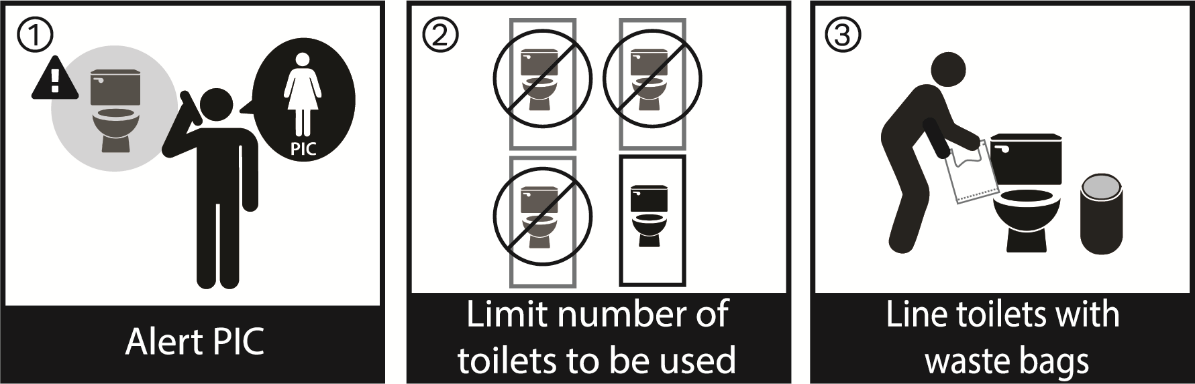 ①
PIC
Alert PIC
②
Limit number of
toilets to be used
③
Line toilets with
waste bags